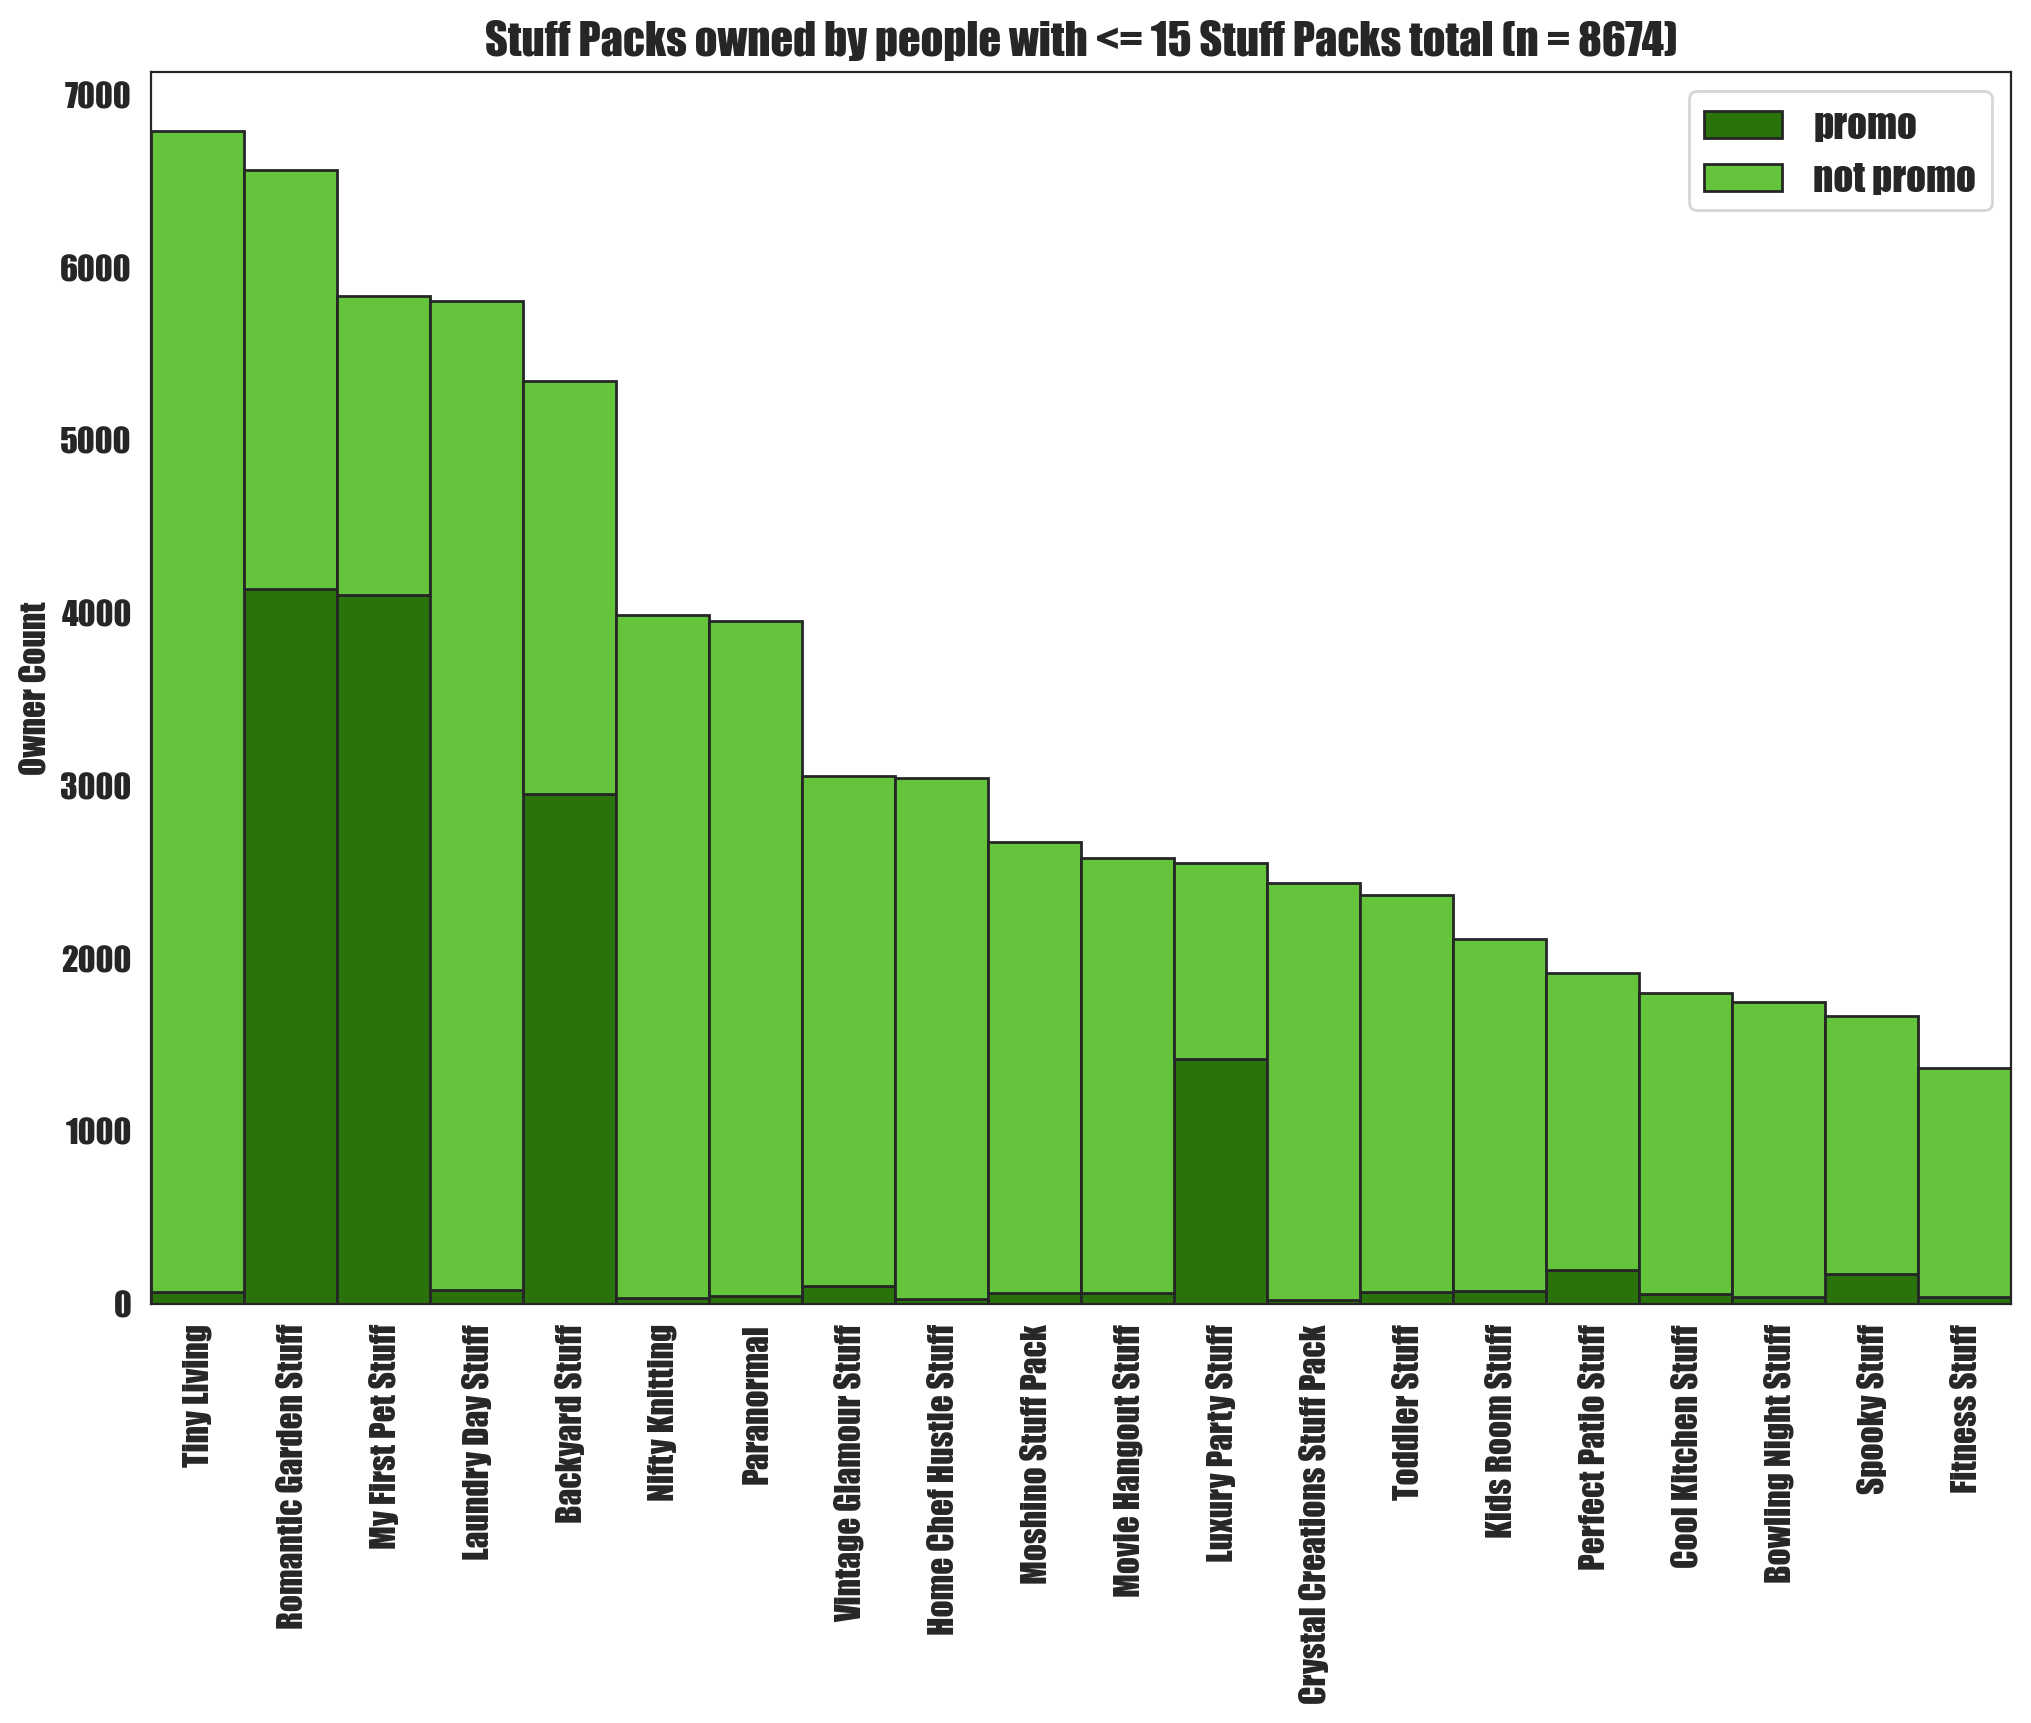 Stuff Packs owned by people with <= 15 Stuff Packs total (n = 8674)
promo
not promo
Owner Count
7000
6000
5000
4000
3000
2000
1000
0
Tiny Living
Romantic Garden Stuff
My First Pet Stuff
Laundry Day Stuff
Backyard Stuff
Nifty Knitting
Paranormal
Vintage Glamour Stuff
Home Chef Hustle Stuff
Moshino Stuff Pack
Movie Hangout Stuff
Luxury Party Stuff
Crystal Creations Stuff Pack
Toddler Stuff
Kids Room Stuff
Perfect Patio Stuff
Cool Kitchen Stuff
Bowling Night Stuff
Spooky Stuff
Fitness Stuff